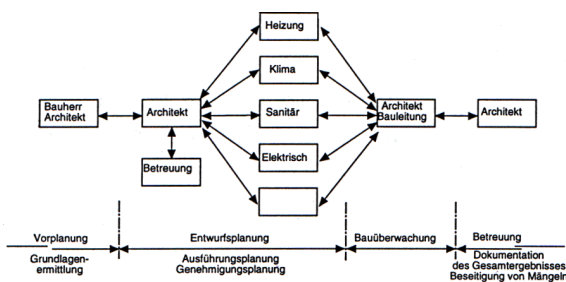 Heizung
Klima
Bauherr
Architekt
Architekt
Sanitär
Architekt
Bauleitung
Architekt
Elektrisch
Betreuung
Vorplanung
Entwurfsplanung
Bauüberwachung
Betreuung
Grundlagen-
ermittlung
Ausführungsplanung
Genehmigungsplanung
Dokumentation
des Gesamtergebnisses
Beseitigung von Mängeln